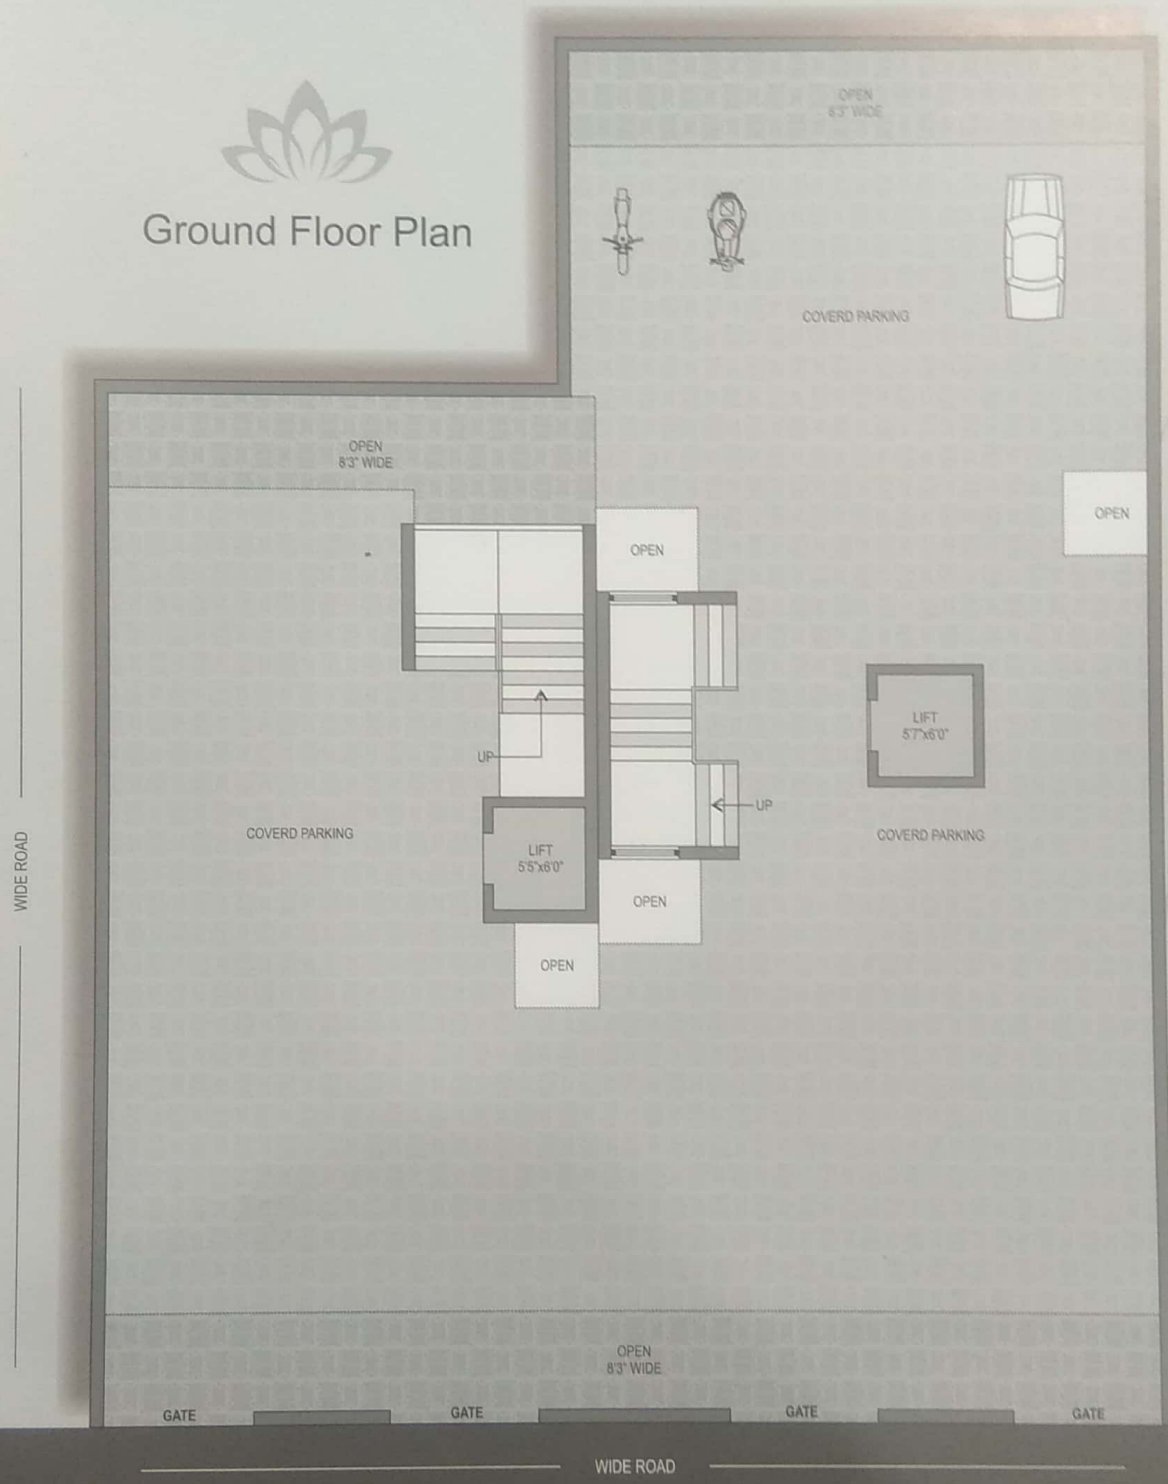 OPEN
8'3" WIDE
Ground Floor Plan
COVERD PARKING
OPEN
8'3" WIDE
OPEN
OPEN
LIFT
5'7"x6'0"
UP
UP
COVERD PARKING
COVERD PARKING
LIFT
5'5"x6'0"
WIDE ROAD
OPEN
OPEN
OPEN
8'3" WIDE
GATE
GATE
GATE
GATE
WIDE ROAD